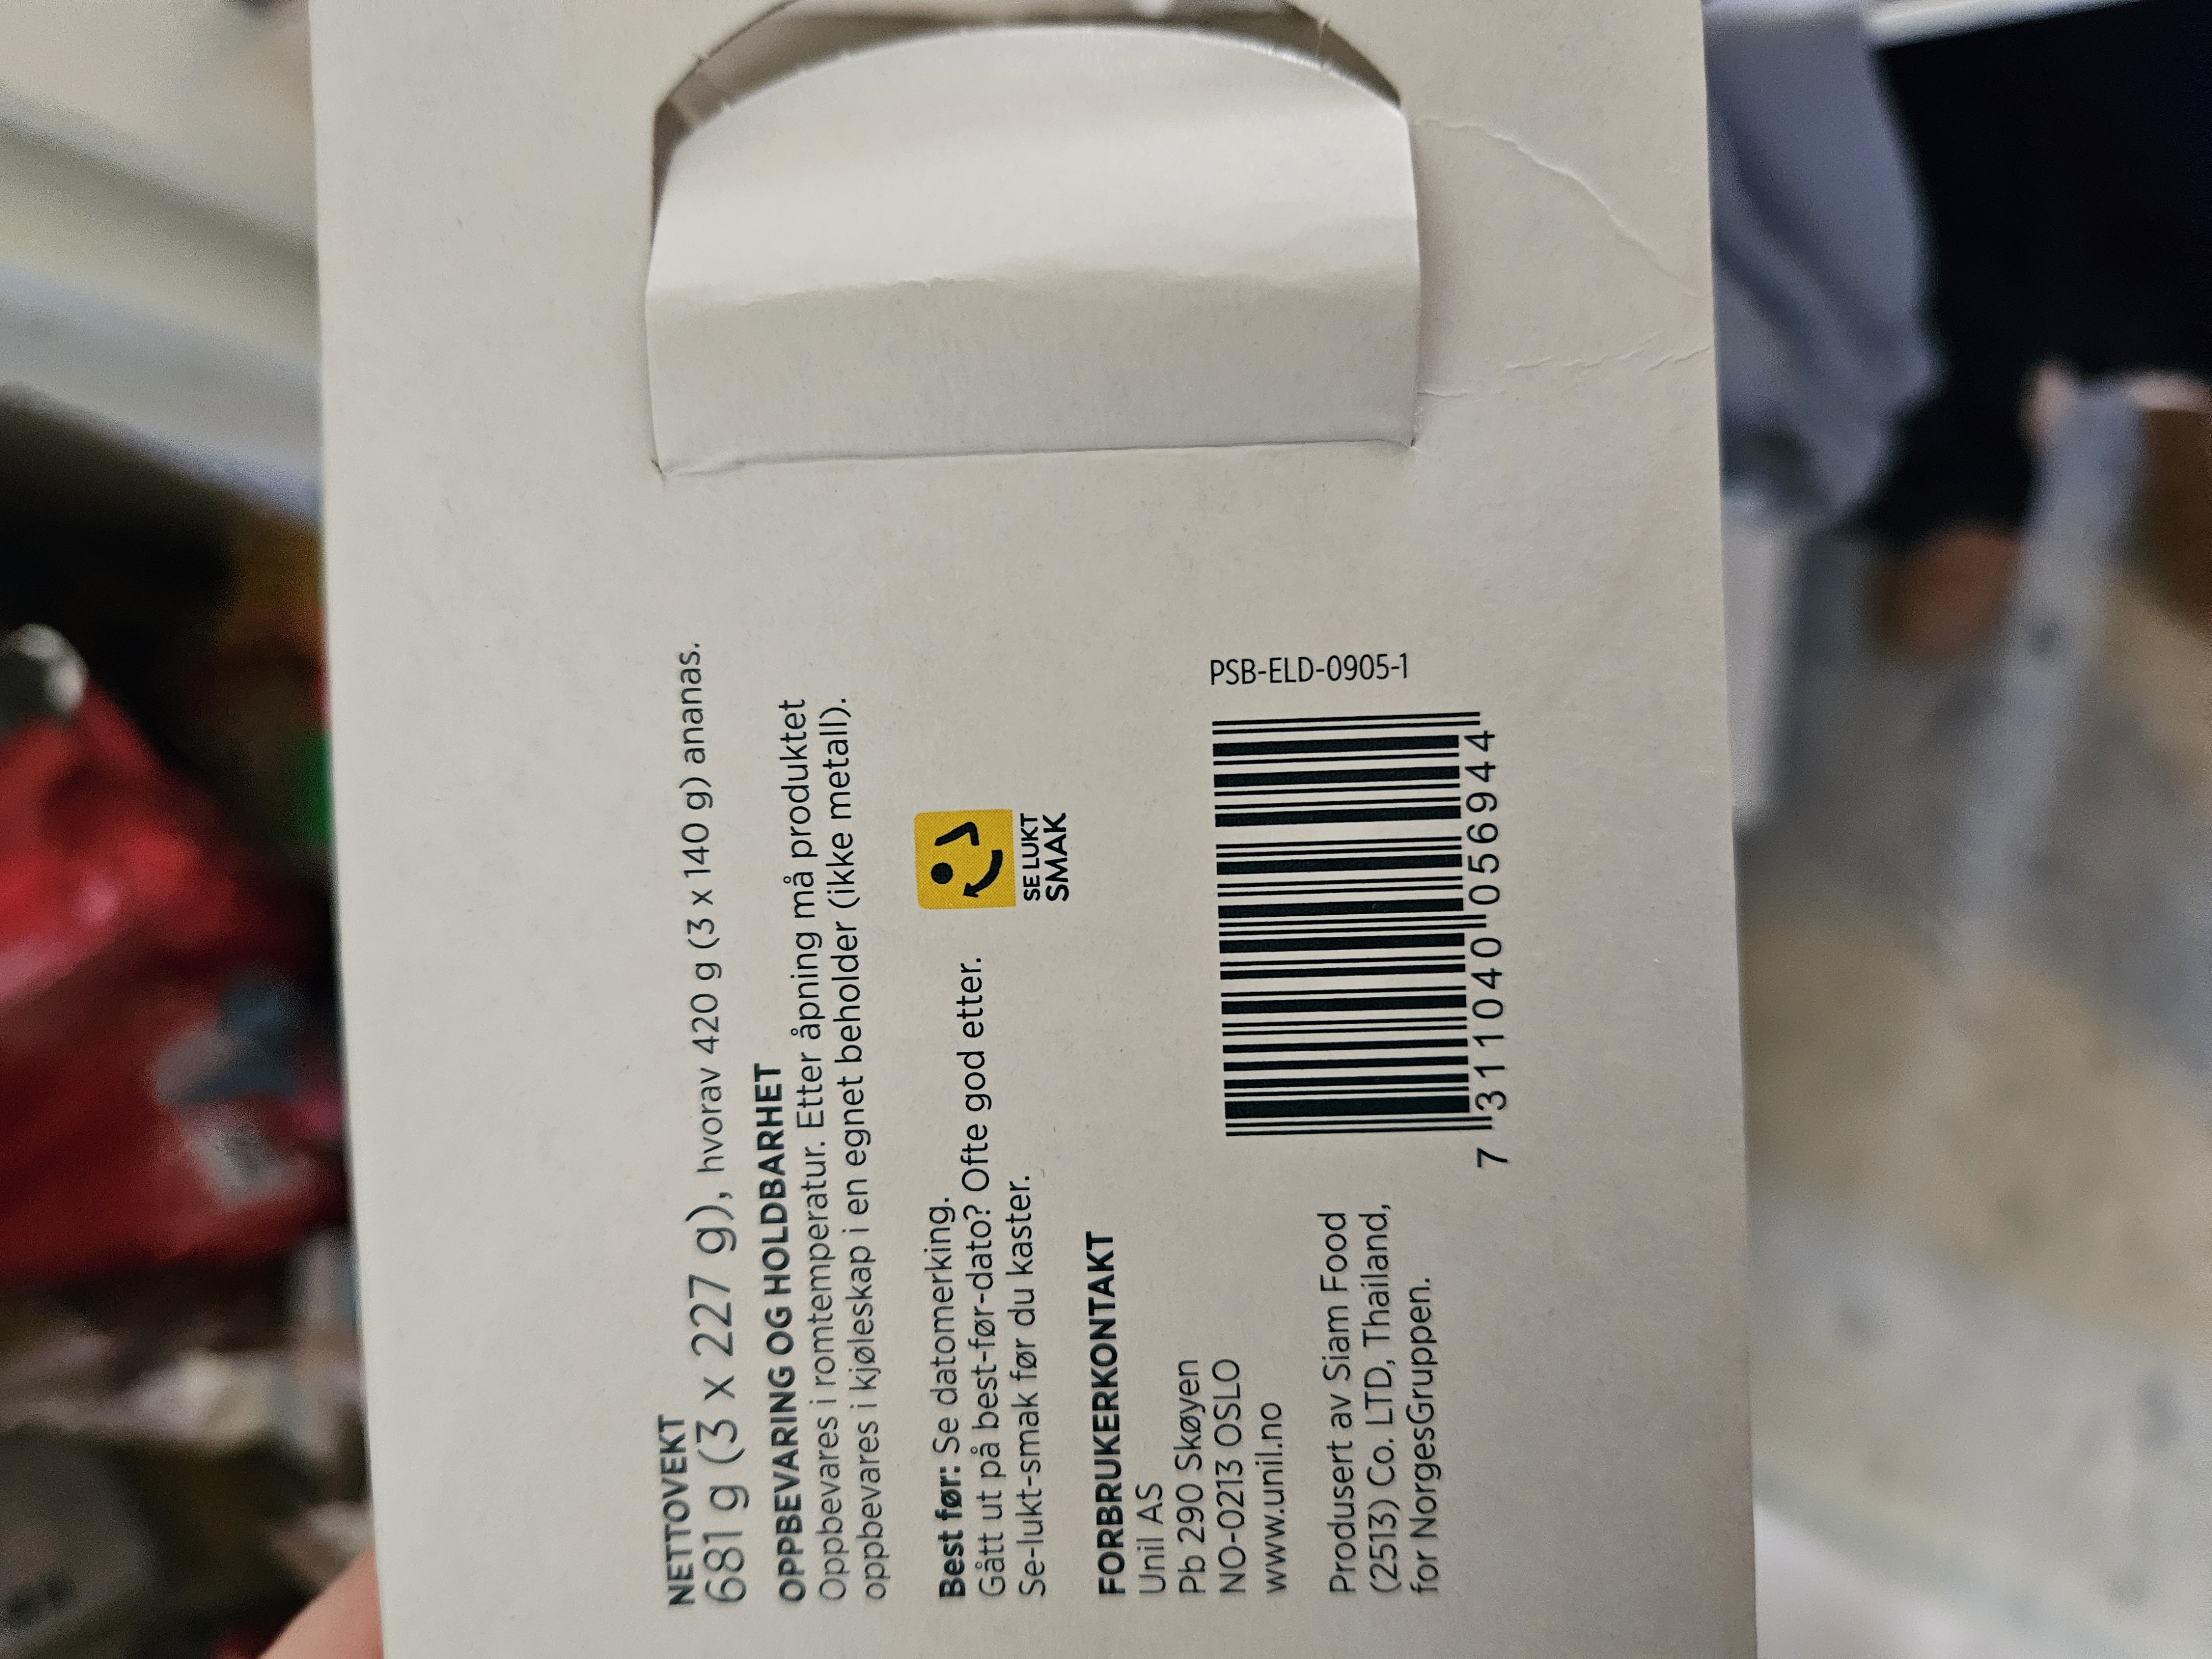 NETTOVEKT
681 g (3 x 227 g), hvorav 420 g (3 x 140 g) ananas.
OPPBEVARING OG HOLDBARHET
Oppbevares i romtemperatur. Etter åpning må produktet
oppbevares i kjøleskap i en egnet beholder (ikke metall).
Best før: Se datomerking.
Gått ut på best-før-dato? Ofte god etter.
Se-lukt-smak før du kaster.
SE LUKT
SMAK
FORBRUKERKONTAKT
Unil AS
Pb 290 Skøyen
NO-0213 OSLO
www.unil.no
Produsert av Siam Food
(2513) Co. LTD, Thailand,
for NorgesGruppen.
7 311040 056944
PSB-ELD-0905-1